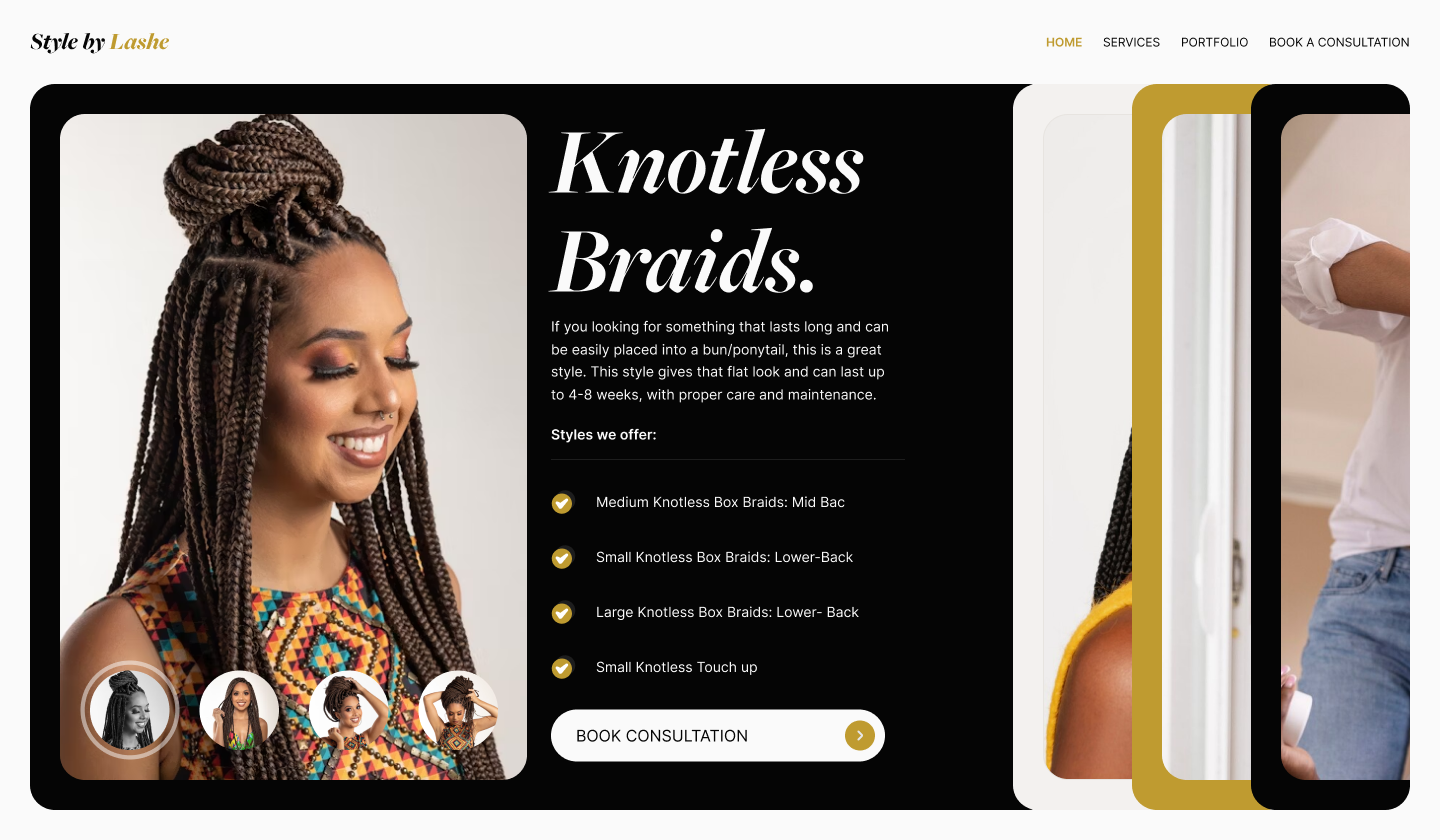 Style by Lashe
HOME SERVICES PORTFOLIO BOOK A CONSULTATION
Knotless
Braids.
If you looking for something that lasts long and can
be easily placed into a bun/ponytail, this is a great
style. This style gives that flat look and can last up
to 4-8 weeks, with proper care and maintenance.
Styles we offer:
Medium Knotless Box Braids: Mid Bac
Small Knotless Box Braids: Lower-Back
Large Knotless Box Braids: Lower- Back
Small Knotless Touch up
BOOK CONSULTATION